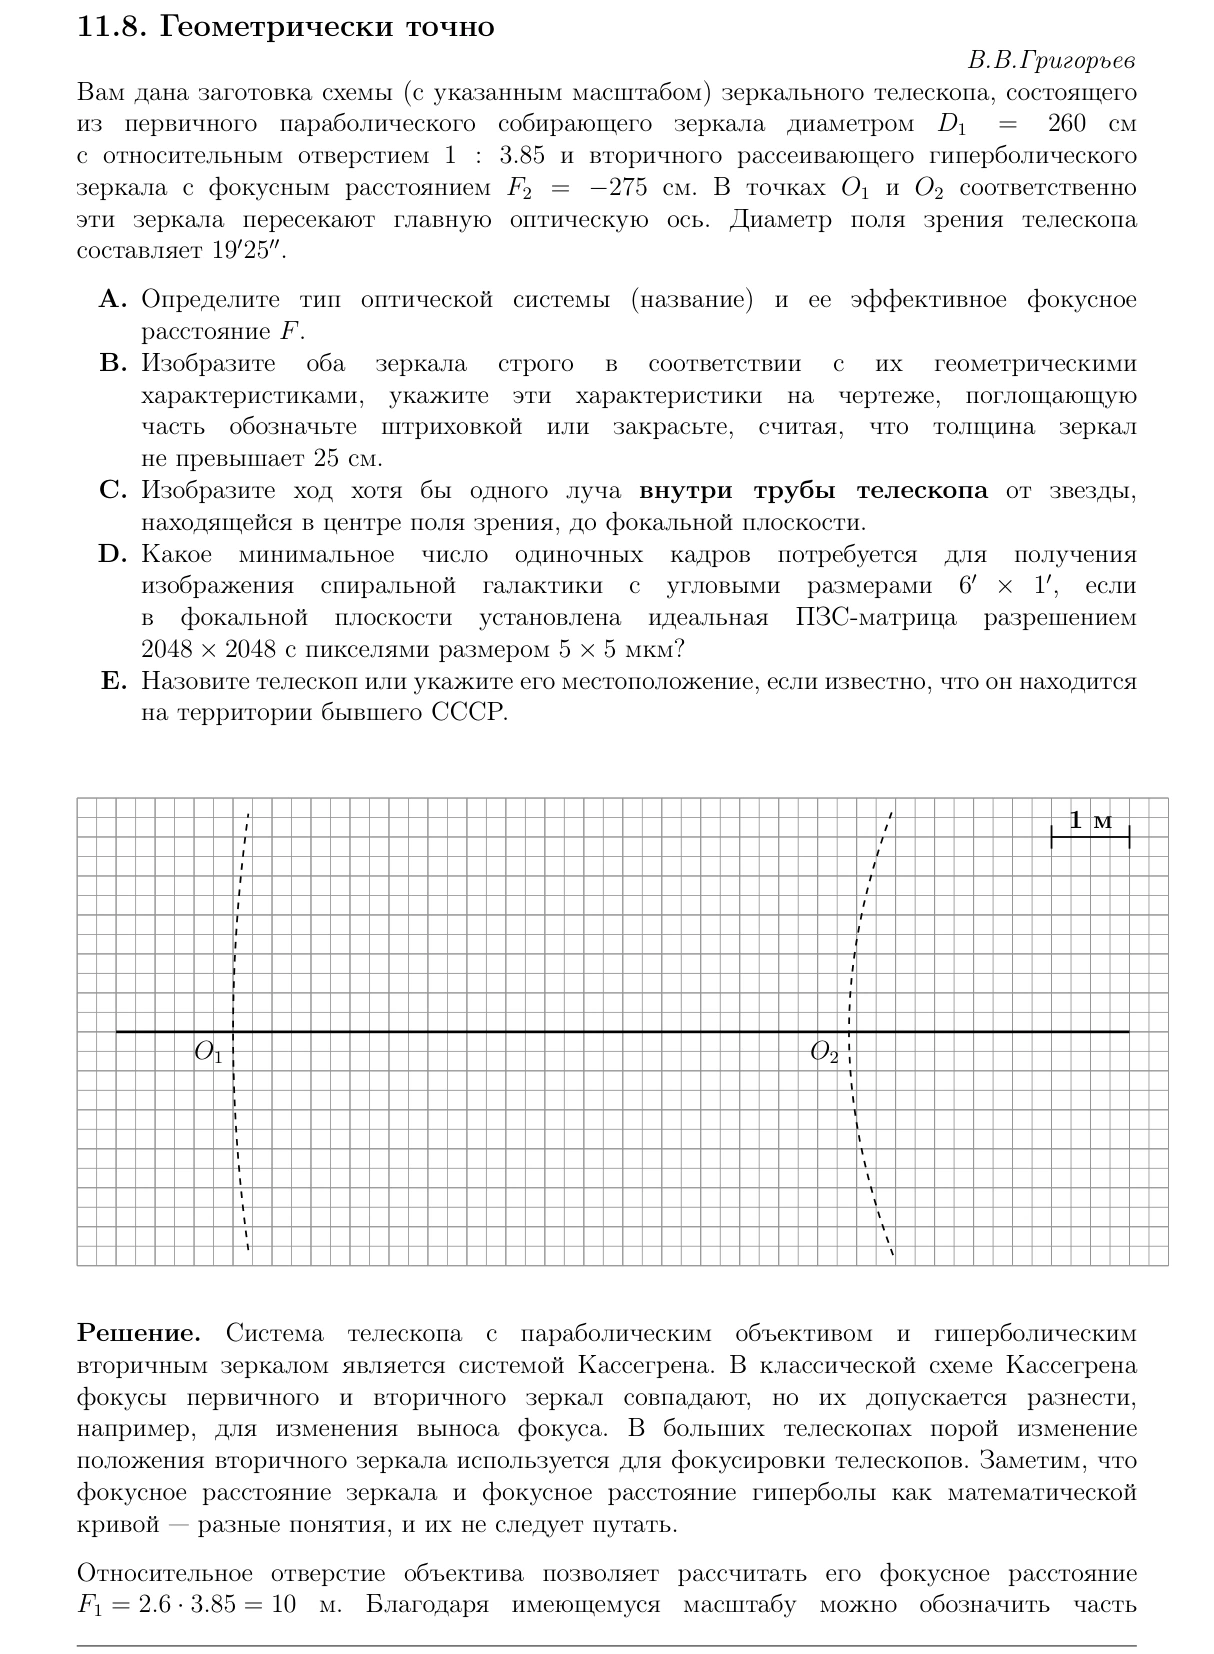 11.8. Геометрически точно
В.В.Григорьев
Вам дана заготовка схемы (с указанным масштабом) зеркального телескопа, состоящего
из первичного параболического собирающего зеркала диаметром D₁ = 260 см
с относительным отверстием 1 : 3.85 и вторичного рассеивающего гиперболического
зеркала с фокусным расстоянием F₂ = −275 см. В точках O₁ и O₂ соответственно
эти зеркала пересекают главную оптическую ось. Диаметр поля зрения телескопа
составляет 19′25″.
A. Определите тип оптической системы (название) и ее эффективное фокусное
расстояние F.
B. Изобразите оба зеркала строго в соответствии с их геометрическими
характеристиками, укажите эти характеристики на чертеже, поглощающую
часть обозначьте штриховкой или закрасьте, считая, что толщина зеркал
не превышает 25 см.
C. Изобразите ход хотя бы одного луча внутри трубы телескопа от звезды,
находящейся в центре поля зрения, до фокальной плоскости.
D. Какое минимальное число одиночных кадров потребуется для получения
изображения спиральной галактики с угловыми размерами 6′ × 1′, если
в фокальной плоскости установлена идеальная ПЗС-матрица разрешением
2048 × 2048 с пикселями размером 5 × 5 мкм?
E. Назовите телескоп или укажите его местоположение, если известно, что он находится
на территории бывшего СССР.
1 м
O₁ O₂
Решение. Система телескопа с параболическим объективом и гиперболическим
вторичным зеркалом является системой Кассегрена. В классической схеме Кассегрена
фокусы первичного и вторичного зеркал совпадают, но их допускается разнести,
например, для изменения выноса фокуса. В больших телескопах порой изменение
положения вторичного зеркала используется для фокусировки телескопов. Заметим, что
фокусное расстояние зеркала и фокусное расстояние гиперболы как математической
кривой — разные понятия, и их не следует путать.
Относительное отверстие объектива позволяет рассчитать его фокусное расстояние
F₁ = 2.6 · 3.85 = 10 м. Благодаря имеющемуся масштабу можно обозначить часть